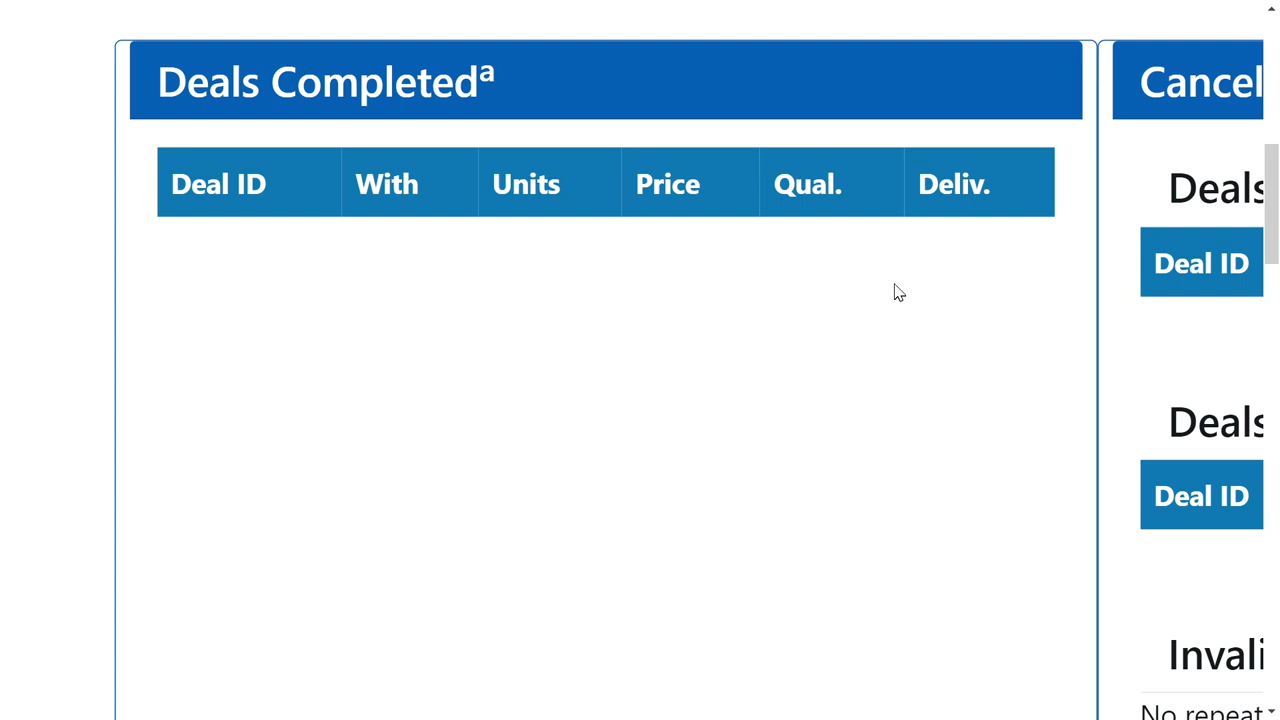 Deals Completedᵃ
Deal ID With Units Price Qual. Deliv.
Cancel
Deals
Deal ID
Deals
Deal ID
Invali
No repeat